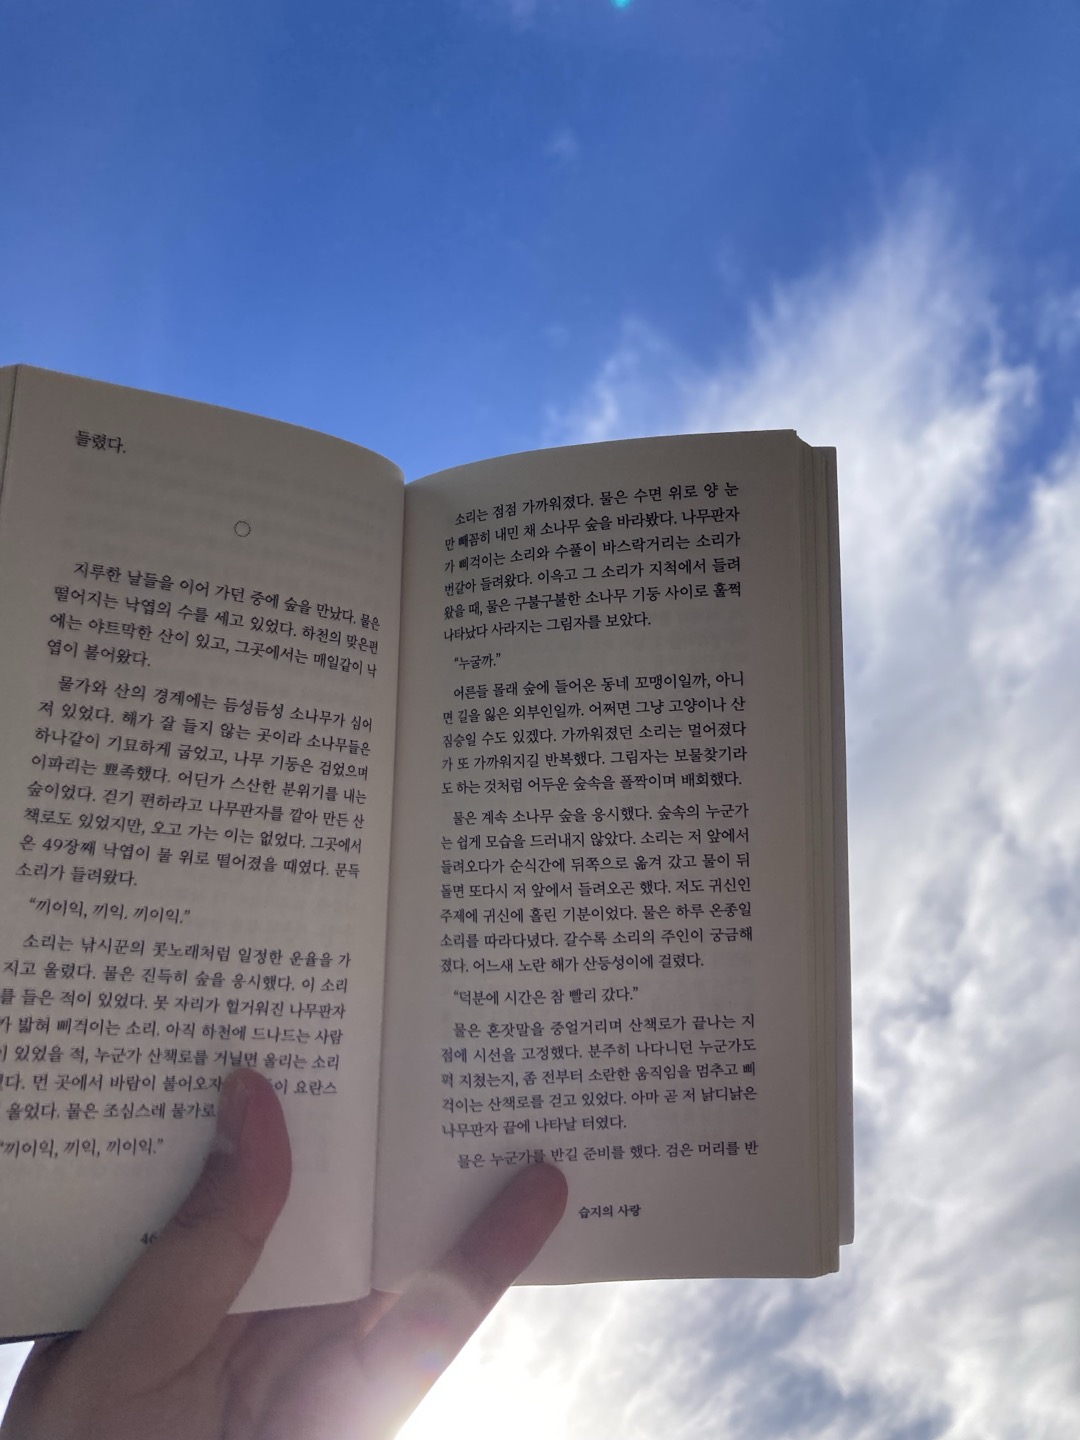 들렸다.
지루한 날들을 이어 가던 중에 숲을 만났다. 물은
떨어지는 낙엽의 수를 세고 있었다. 하천의 맞은편
에는 야트막한 산이 있고, 그곳에서는 매일같이 낙
엽이 불어왔다.
물가와 산의 경계에는 듬성듬성 소나무가 심어
져 있었다. 해가 잘 들지 않는 곳이라 소나무들은
하나같이 기묘하게 굽었고, 나무 기둥은 검었으며
이파리는 뾰족했다. 어딘가 스산한 분위기를 내는
숲이었다. 걷기 편하라고 나무판자를 깔아 만든 산
책로도 있었지만, 오고 가는 이는 없었다. 그곳에서
온 49장째 낙엽이 물 위로 떨어졌을 때였다. 문득
소리가 들려왔다.
“끼이익, 끼익. 끼이익.”
소리는 낚시꾼의 콧노래처럼 일정한 운율을 가
지고 울렸다. 물은 진득히 숲을 응시했다. 이 소리
를 들은 적이 있었다. 못 자리가 헐거워진 나무판자
가 밟혀 삐걱이는 소리. 아직 하천에 드나드는 사람
이 있었을 적, 누군가 산책로를 거닐면 울리는 소리
였다. 먼 곳에서 바람이 불어오자 요란스
울었다. 물은 조심스레 물가로
“끼이익, 끼익, 끼이익.”
46
소리는 점점 가까워졌다. 물은 수면 위로 양 눈
만 빼꼼히 내민 채 소나무 숲을 바라봤다. 나무판자
가 삐걱이는 소리와 수풀이 바스락거리는 소리가
번갈아 들려왔다. 이윽고 그 소리가 지척에서 들려
왔을 때, 물은 구불구불한 소나무 기둥 사이로 훌쩍
나타났다 사라지는 그림자를 보았다.
“누굴까.”
어른들 몰래 숲에 들어온 동네 꼬맹이일까, 아니
면 길을 잃은 외부인일까. 어쩌면 그냥 고양이나 산
짐승일 수도 있겠다. 가까워졌던 소리는 멀어졌다
가 또 가까워지길 반복했다. 그림자는 보물찾기라
도 하는 것처럼 어두운 숲속을 폴짝이며 배회했다.
물은 계속 소나무 숲을 응시했다. 숲속의 누군가
는 쉽게 모습을 드러내지 않았다. 소리는 저 앞에서
들려오다가 순식간에 뒤쪽으로 옮겨 갔고 물이 뒤
돌면 또다시 저 앞에서 들려오곤 했다. 저도 귀신인
주제에 귀신에 홀린 기분이었다. 물은 하루 온종일
소리를 따라다녔다. 갈수록 소리의 주인이 궁금해
졌다. 어느새 노란 해가 산등성이에 걸렸다.
“덕분에 시간은 참 빨리 갔다.”
물은 혼잣말을 중얼거리며 산책로가 끝나는 지
점에 시선을 고정했다. 분주히 나다니던 누군가도
퍽 지쳤는지, 좀 전부터 소란한 움직임을 멈추고 삐
걱이는 산책로를 걷고 있었다. 아마 곧 저 낡디낡은
나무판자 끝에 나타날 터였다.
물은 누군가를 반길 준비를 했다. 검은 머리를 반
습지의 사랑